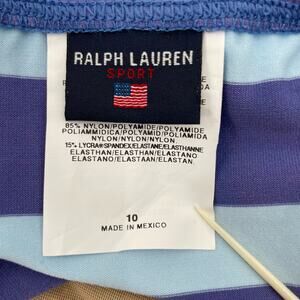 RALPH LAUREN
SPORT
85% NYLON/POLYAMIDE/POLYAMIDE
POLIAMMIDICA/POLYAMID/POLIAMIDA
NYLON/NYLON/NYLON.
15% LYCRA® SPANDEX/ELASTANE/ELASTHANNE
ELASTHAN/ELASTHAN/ELASTANO
ELASTANO/ELASTAAN/ELASTAN
10
MADE IN MEXICO